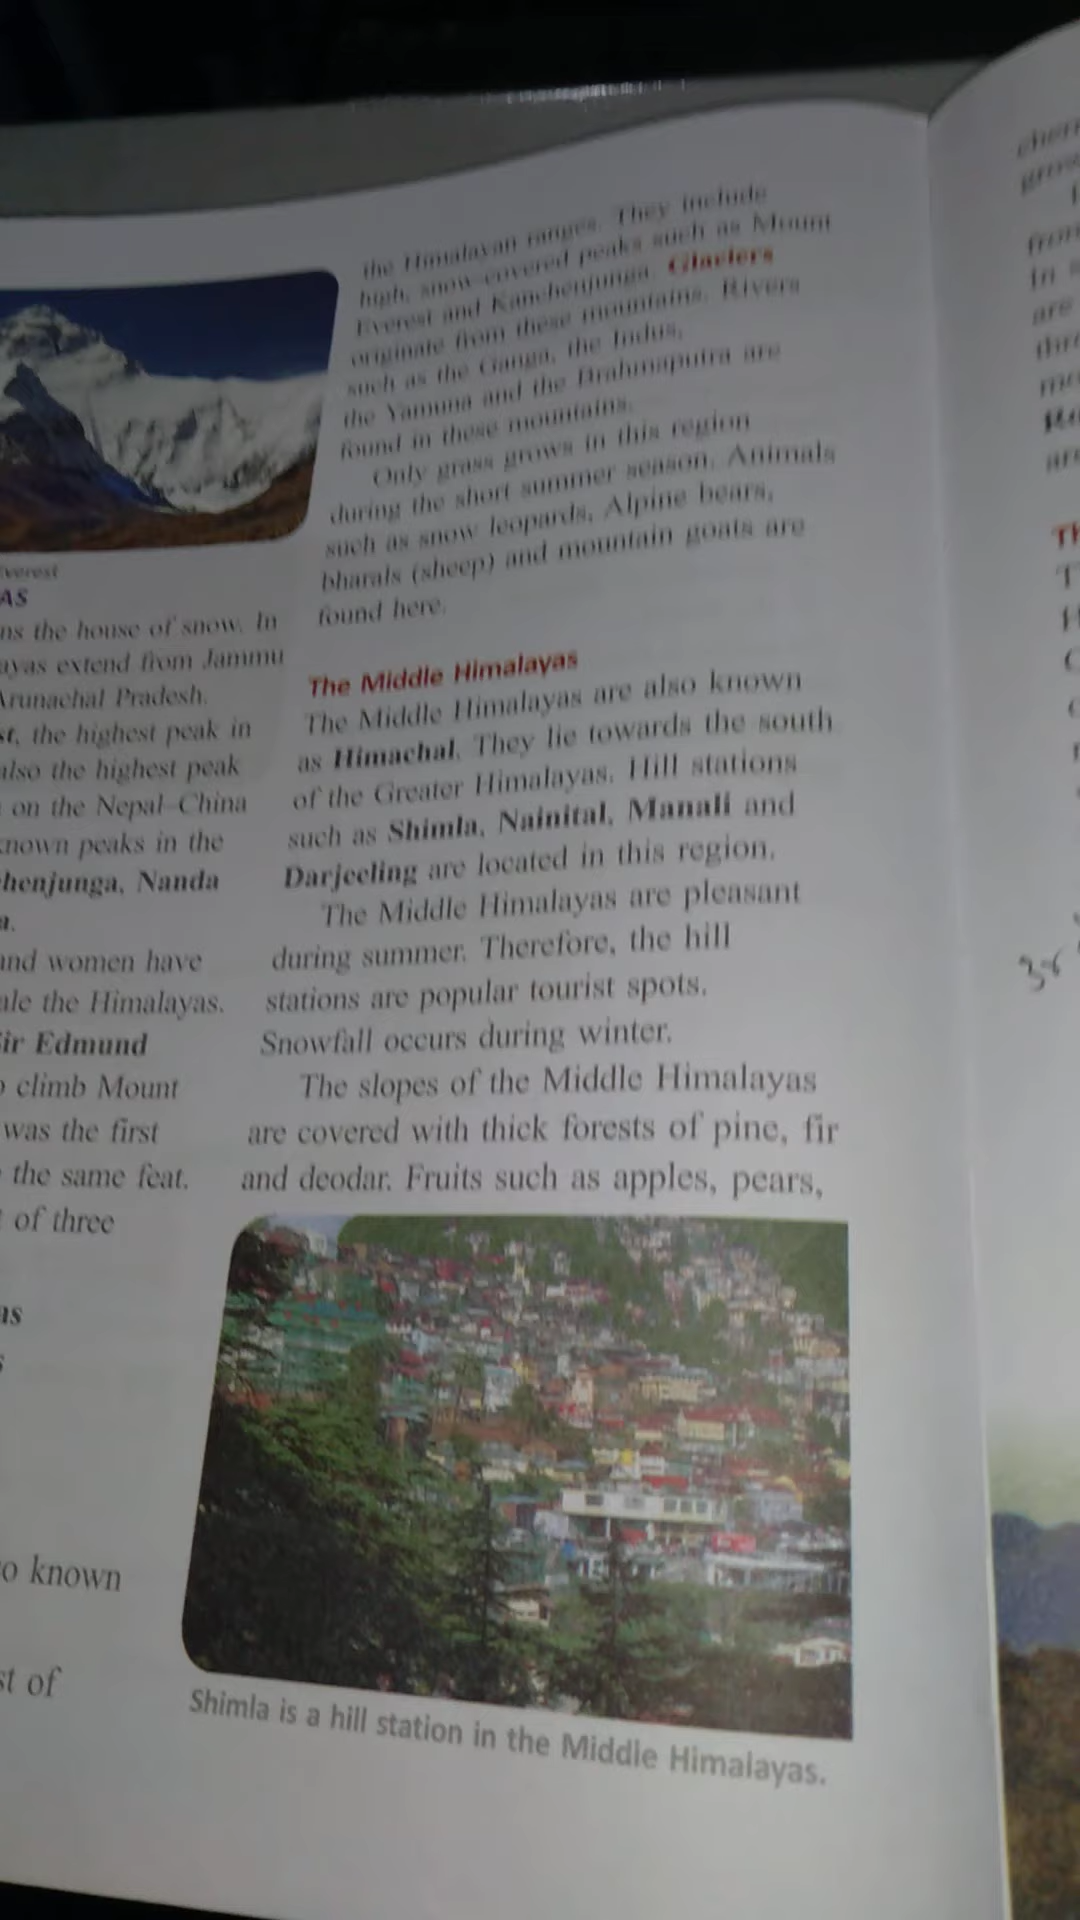 Everest
AS
ns the house of snow. In
ayas extend from Jammu
Arunachal Pradesh.
st, the highest peak in
also the highest peak
on the Nepal–China
known peaks in the
henjunga, Nanda
a.
and women have
ale the Himalayas.
Sir Edmund
o climb Mount
was the first
the same feat.
t of three
as
s
o known
st of
the Himalayan ranges. They include
high, snow-covered peaks such as Mount
Everest and Kanchenjunga. Glaciers
originate from these mountains. Rivers
such as the Ganga, the Indus,
the Yamuna and the Brahmaputra are
found in these mountains.
Only grass grows in this region
during the short summer season. Animals
such as snow leopards, Alpine bears,
bharals (sheep) and mountain goats are
found here.
The Middle Himalayas
The Middle Himalayas are also known
as Himachal. They lie towards the south
of the Greater Himalayas. Hill stations
such as Shimla, Nainital, Manali and
Darjeeling are located in this region.
The Middle Himalayas are pleasant
during summer. Therefore, the hill
stations are popular tourist spots.
Snowfall occurs during winter.
The slopes of the Middle Himalayas
are covered with thick forests of pine, fir
and deodar. Fruits such as apples, pears,
Shimla is a hill station in the Middle Himalayas.